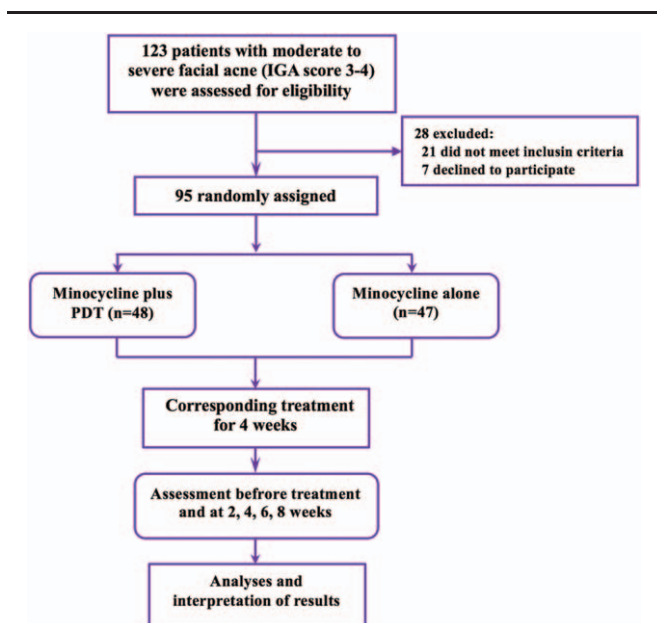 123 patients with moderate to
severe facial acne (IGA score 3-4)
were assessed for eligibility
28 excluded:
21 did not meet inclusin criteria
7 declined to participate
95 randomly assigned
Minocycline plus
PDT (n=48)
Minocycline alone
(n=47)
Corresponding treatment
for 4 weeks
Assessment befrore treatment
and at 2, 4, 6, 8 weeks
Analyses and
interpretation of results